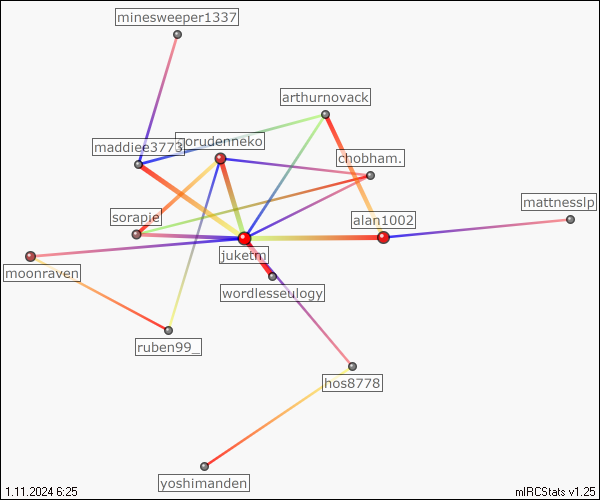 minesweeper1337
arthurnovack
maddiee3773
orudenneko
chobham.
mattnesslp
sorapie
alan1002
juketm
moonraven
wordlesseulogy
ruben99_
hos8778
yoshimanden
1.11.2024 6:25
mIRCStats v1.25